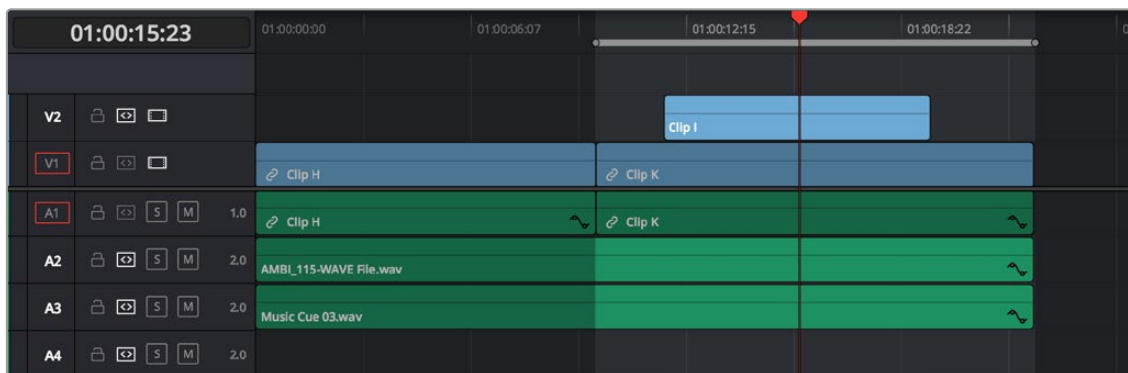 01:00:15:23
01:00:00:00 01:00:06:07 01:00:12:15 01:00:18:22
V2
Clip I
V1 Clip H Clip K
A1 S M 1.0 Clip H Clip K
A2 S M 2.0 AMBI_115-WAVE File.wav
A3 S M 2.0 Music Cue 03.wav
A4 S M 2.0